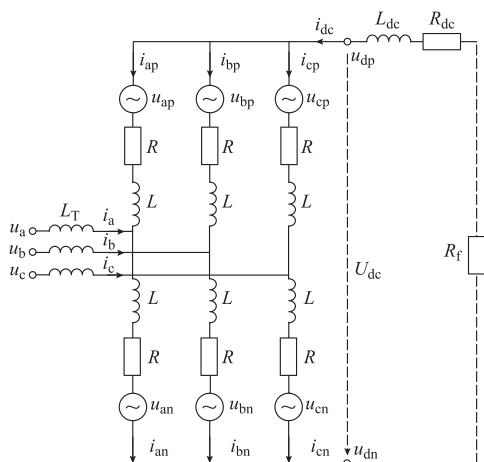 i_dc L_dc R_dc
i_ap i_bp i_cp u_dp
u_ap u_bp u_cp
R R R
L L L
L_T i_a
u_a
i_b
u_b
i_c
u_c
U_dc R_f
L L L
R R R
u_an u_bn u_cn
i_an i_bn i_cn u_dn